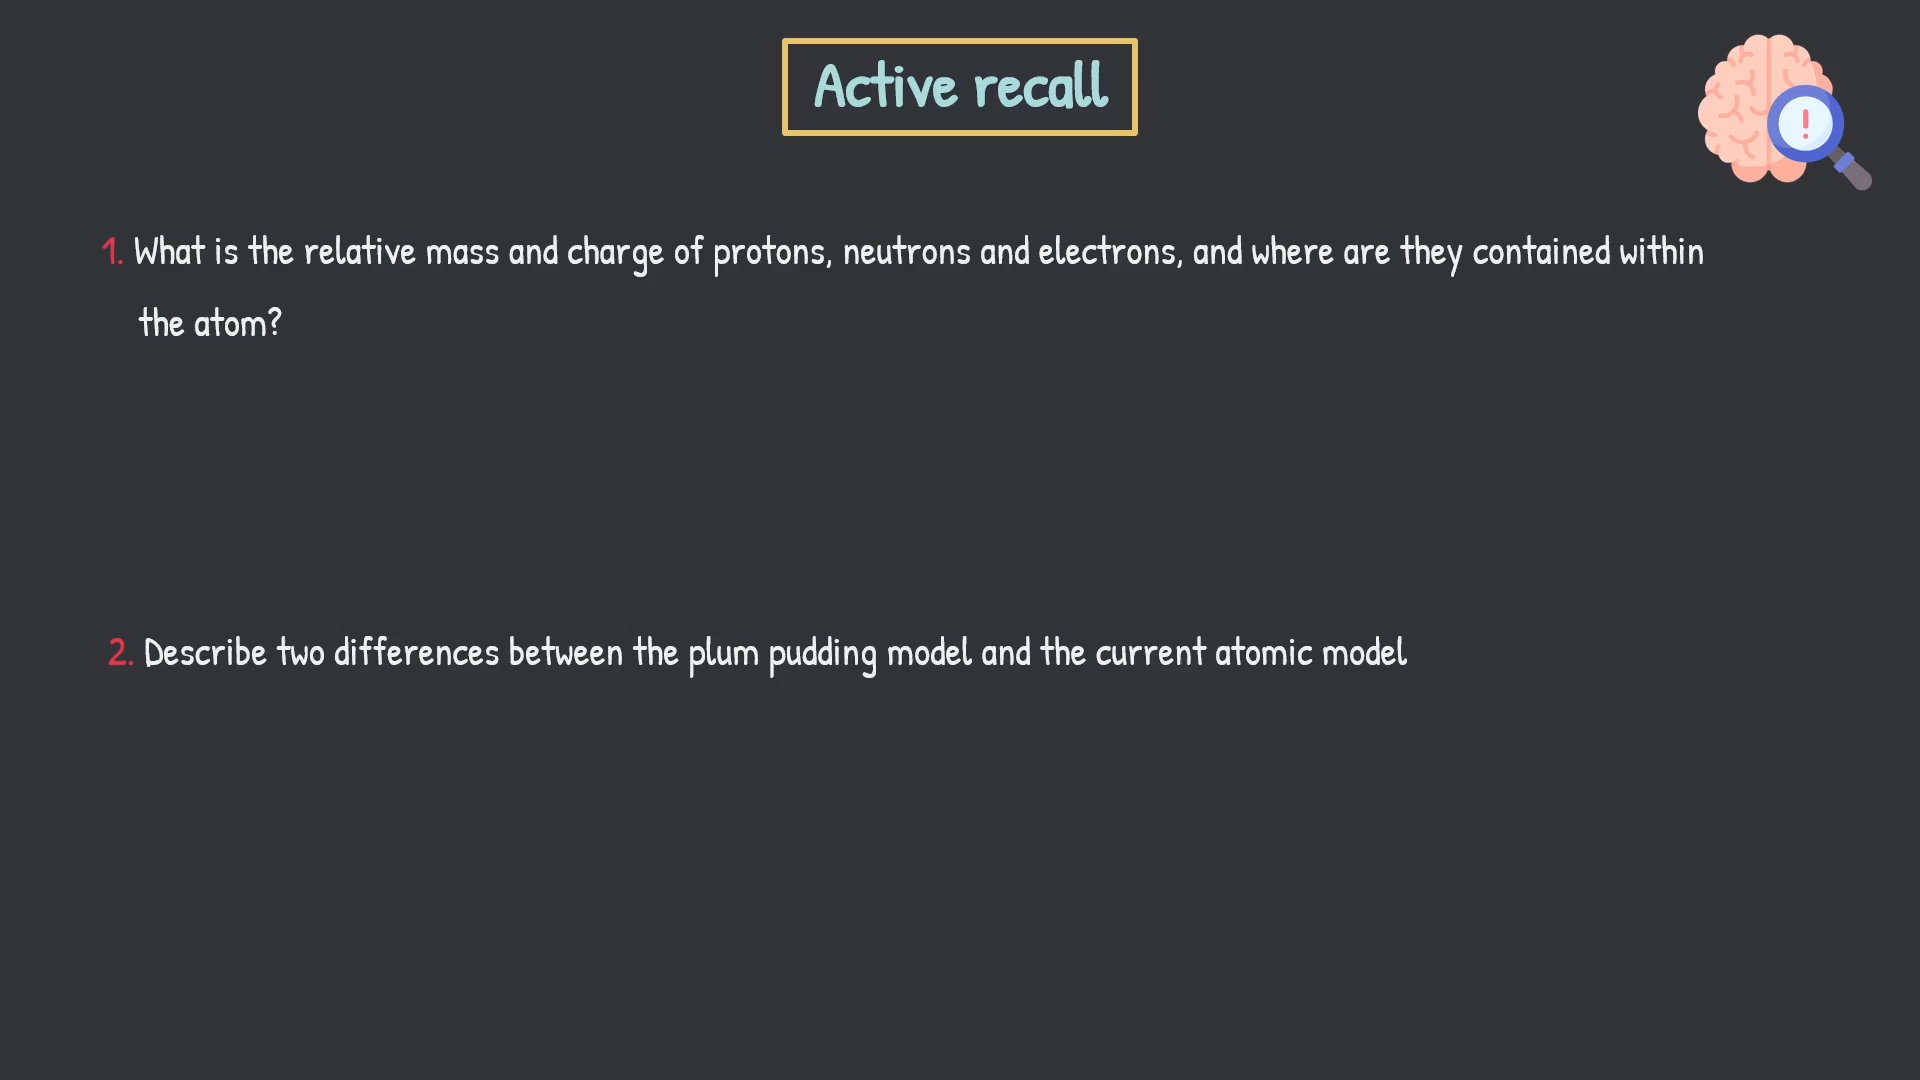 Active recall
!
1. What is the relative mass and charge of protons, neutrons and electrons, and where are they contained within
the atom?
2. Describe two differences between the plum pudding model and the current atomic model